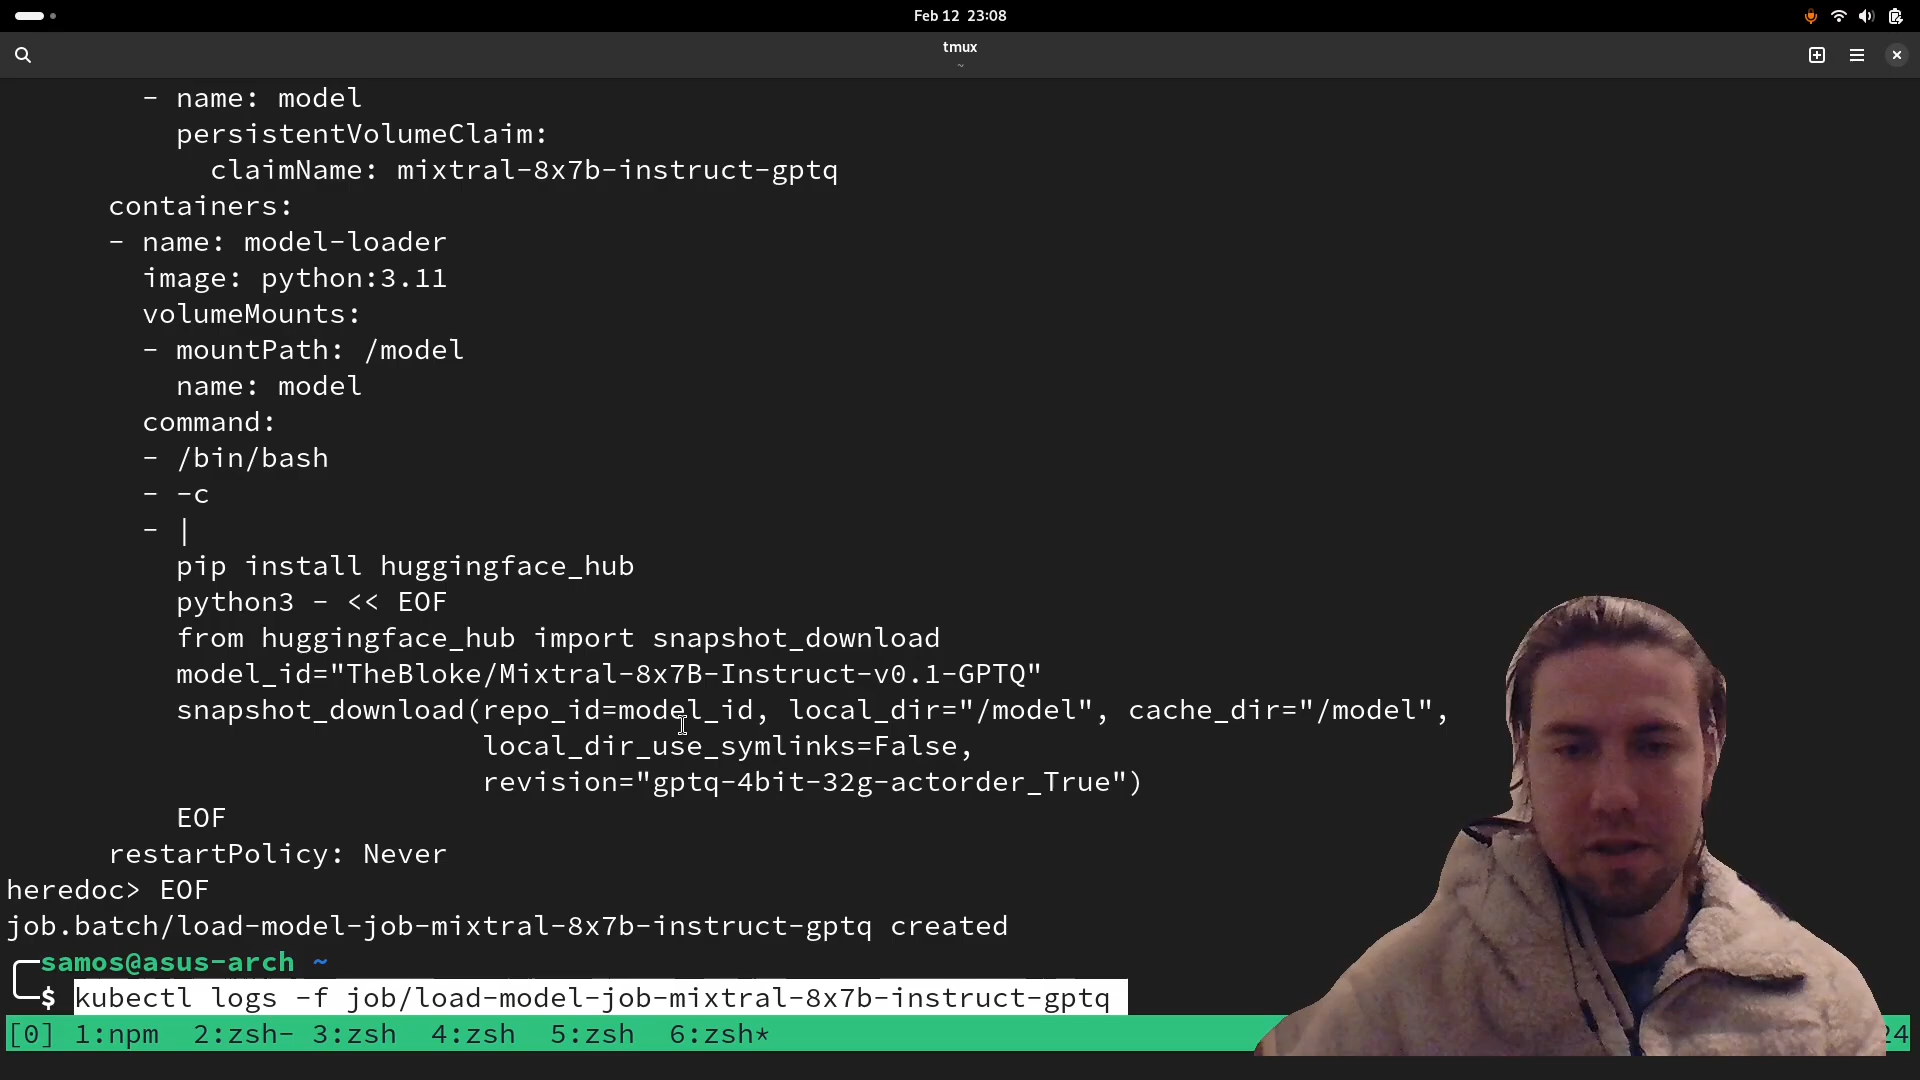 Feb 12 23:08
tmux
~
- name: model
persistentVolumeClaim:
claimName: mixtral-8x7b-instruct-gptq
containers:
- name: model-loader
image: python:3.11
volumeMounts:
- mountPath: /model
name: model
command:
- /bin/bash
- -c
- |
pip install huggingface_hub
python3 - << EOF
from huggingface_hub import snapshot_download
model_id="TheBloke/Mixtral-8x7B-Instruct-v0.1-GPTQ"
snapshot_download(repo_id=model_id, local_dir="/model", cache_dir="/model",
local_dir_use_symlinks=False,
revision="gptq-4bit-32g-actorder_True")
EOF
restartPolicy: Never
heredoc> EOF
job.batch/load-model-job-mixtral-8x7b-instruct-gptq created
samos@asus-arch ~
$ kubectl logs -f job/load-model-job-mixtral-8x7b-instruct-gptq
[0] 1:npm 2:zsh- 3:zsh 4:zsh 5:zsh 6:zsh* 24